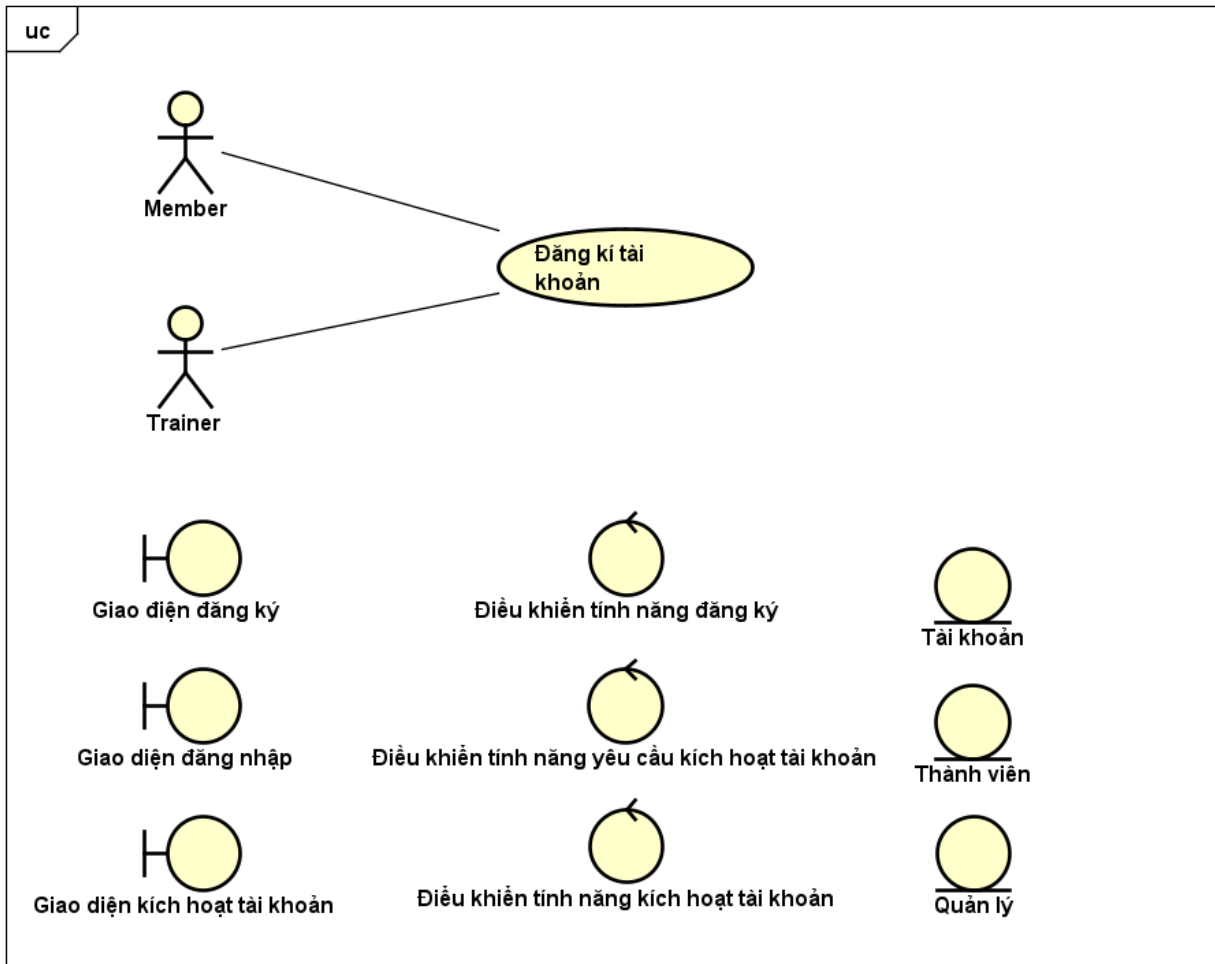 uc
Member
Đăng kí tài
khoản
Trainer
Giao diện đăng ký
Điều khiển tính năng đăng ký
Tài khoản
Giao diện đăng nhập
Điều khiển tính năng yêu cầu kích hoạt tài khoản
Thành viên
Giao diện kích hoạt tài khoản
Điều khiển tính năng kích hoạt tài khoản
Quản lý